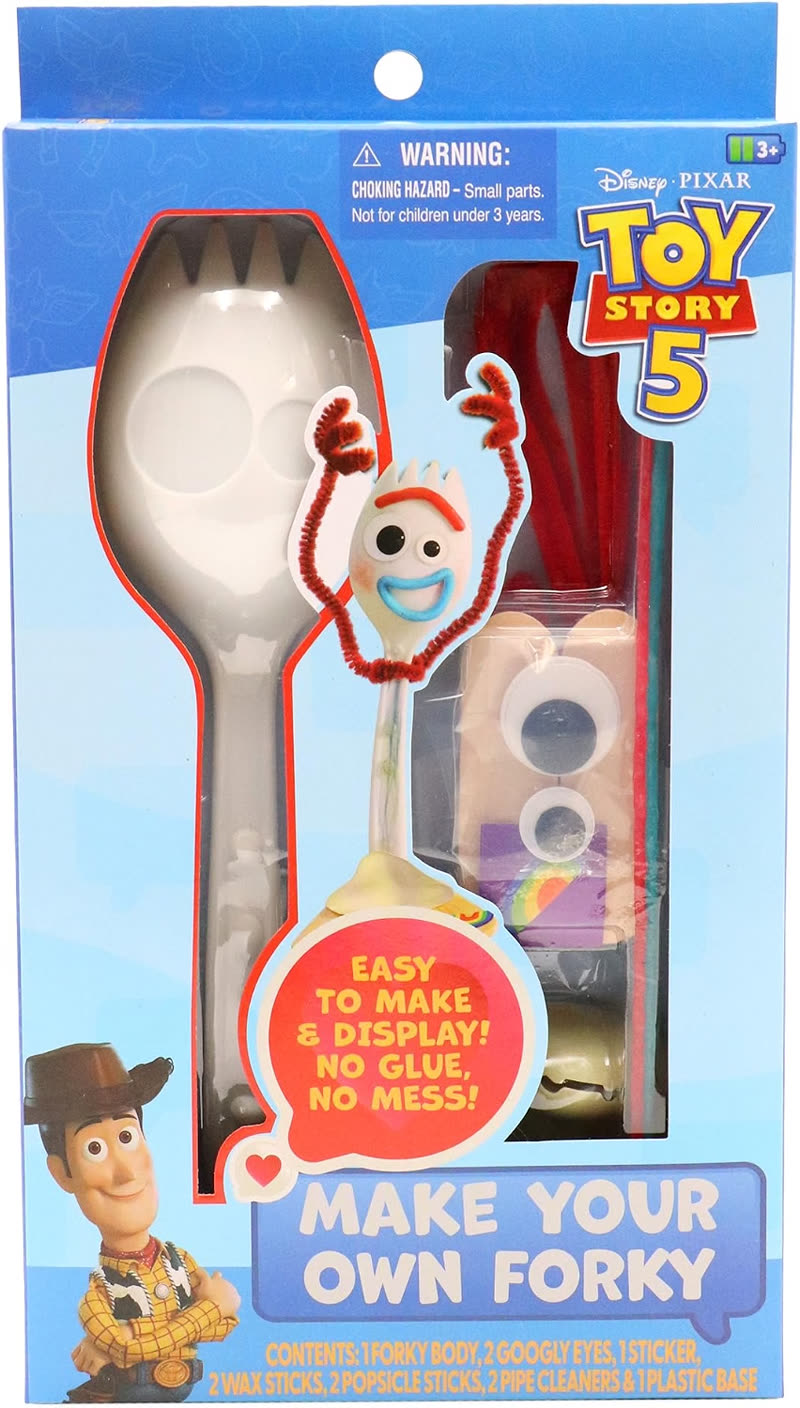 WARNING:
CHOKING HAZARD – Small parts.
Not for children under 3 years.
3+
Disney · PIXAR
TOY
STORY
5
EASY
TO MAKE
& DISPLAY!
NO GLUE,
NO MESS!
MAKE YOUR
OWN FORKY
CONTENTS: 1 FORKY BODY, 2 GOOGLY EYES, 1 STICKER,
2 WAX STICKS, 2 POPSICLE STICKS, 2 PIPE CLEANERS & 1 PLASTIC BASE